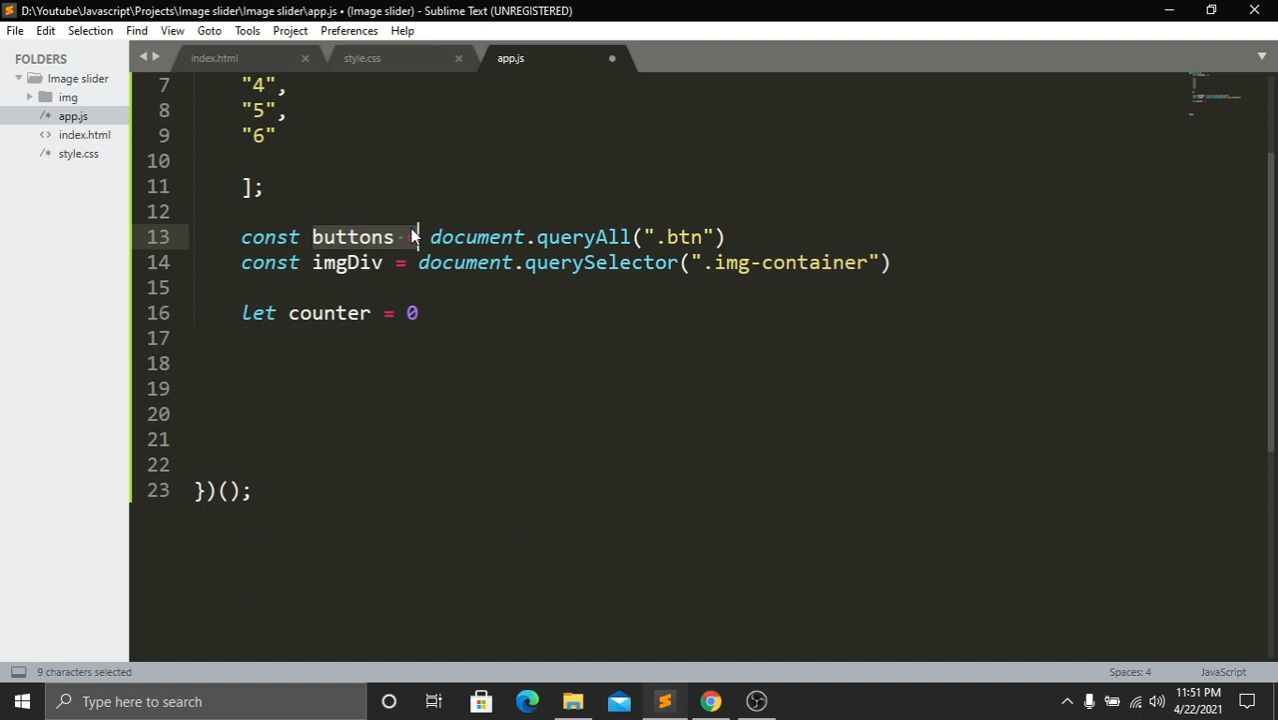 D:\Youtube\Javascript\Projects\Image slider\Image slider\app.js • (Image slider) - Sublime Text (UNREGISTERED)
File Edit Selection Find View Goto Tools Project Preferences Help
FOLDERS
Image slider
img
/* app.js
<> index.html
/* style.css
index.html
style.css
app.js
7 "4",
8 "5",
9 "6"
10
11 ];
12
13 const buttons = document.queryAll(".btn")
14 const imgDiv = document.querySelector(".img-container")
15
16 let counter = 0
17
18
19
20
21
22
23 })();
9 characters selected
Spaces: 4
JavaScript
Type here to search
11:51 PM
4/22/2021